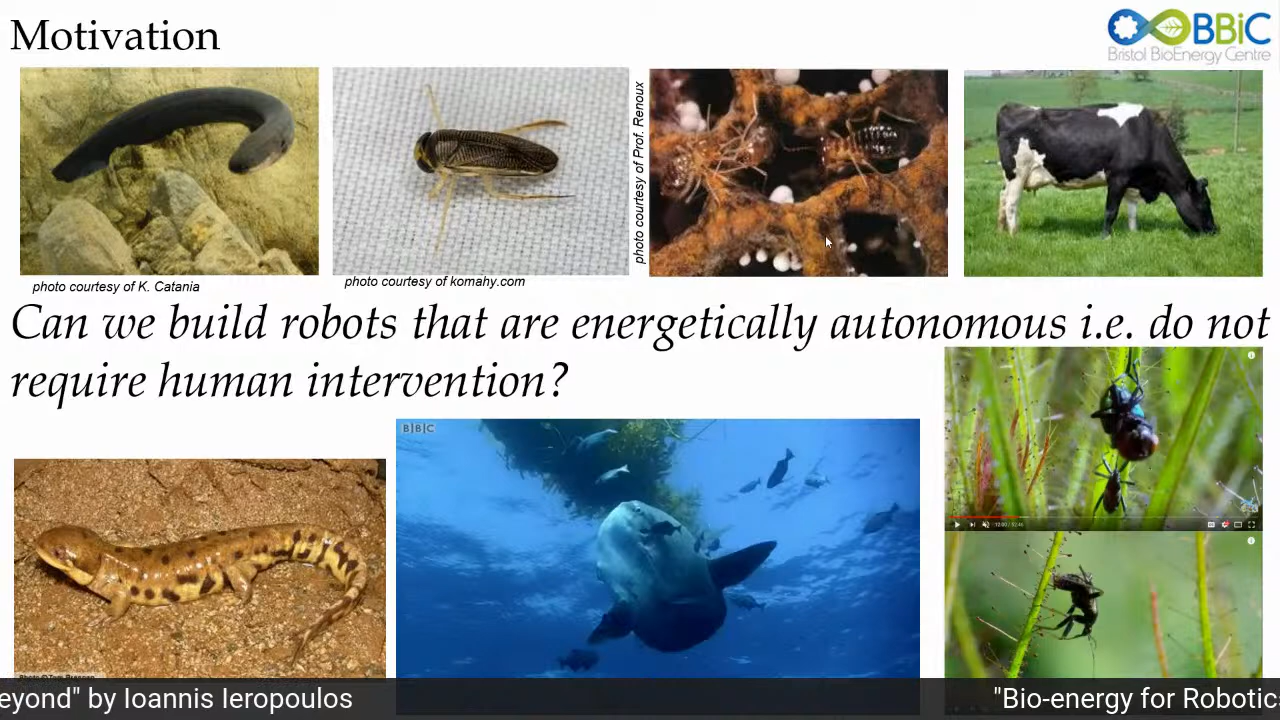 Motivation
BBiC
Bristol BioEnergy Centre
photo courtesy of Prof. Renoux
photo courtesy of K. Catania
photo courtesy of komahy.com
Can we build robots that are energetically autonomous i.e. do not
require human intervention?
BBC
eyond" by Ioannis Ieropoulos
"Bio-energy for Robotic